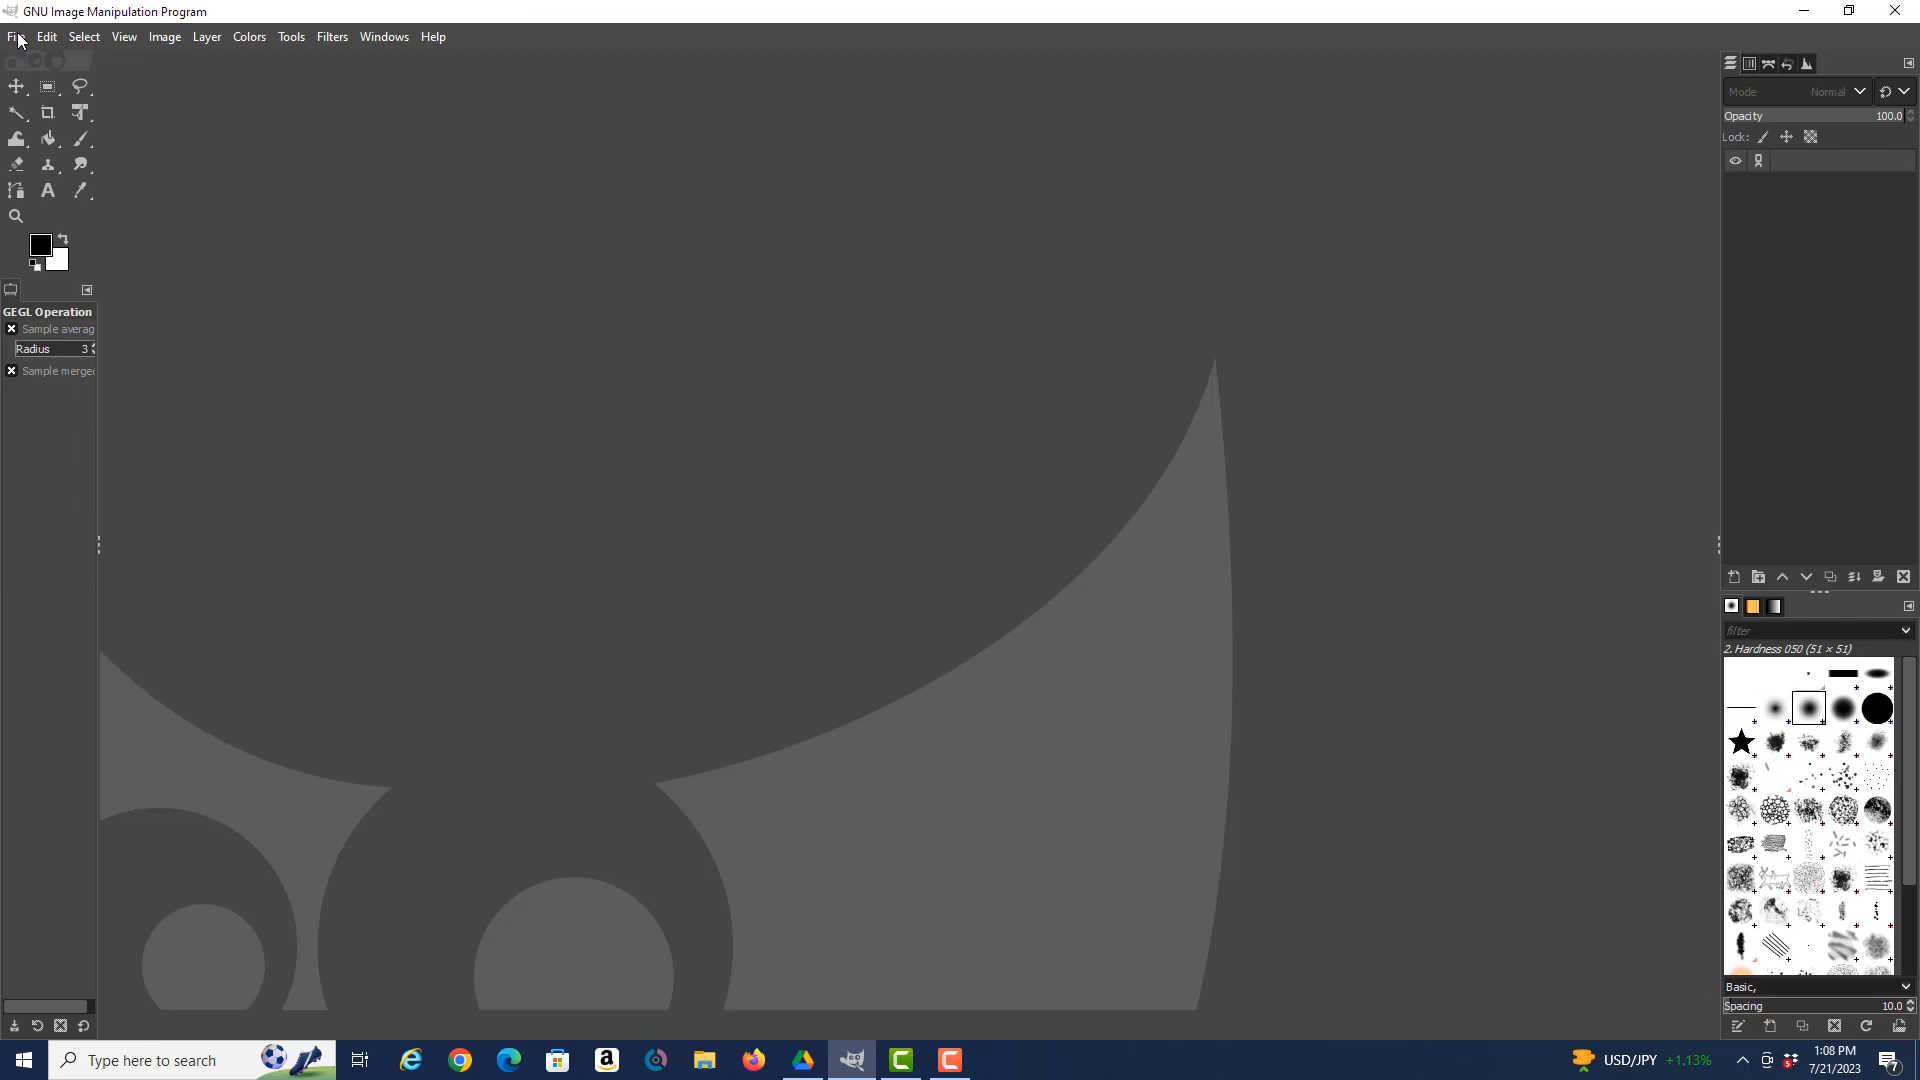 GNU Image Manipulation Program
File Edit Select View Image Layer Colors Tools Filters Windows Help
Mode Normal
Opacity 100.0
Lock:
GEGL Operation
Sample averag
Radius 3
Sample merged
filter
2. Hardness 050 (51 × 51)
Basic,
Spacing 10.0
Type here to search
USD/JPY +1.13%
1:08 PM
7/21/2023
7